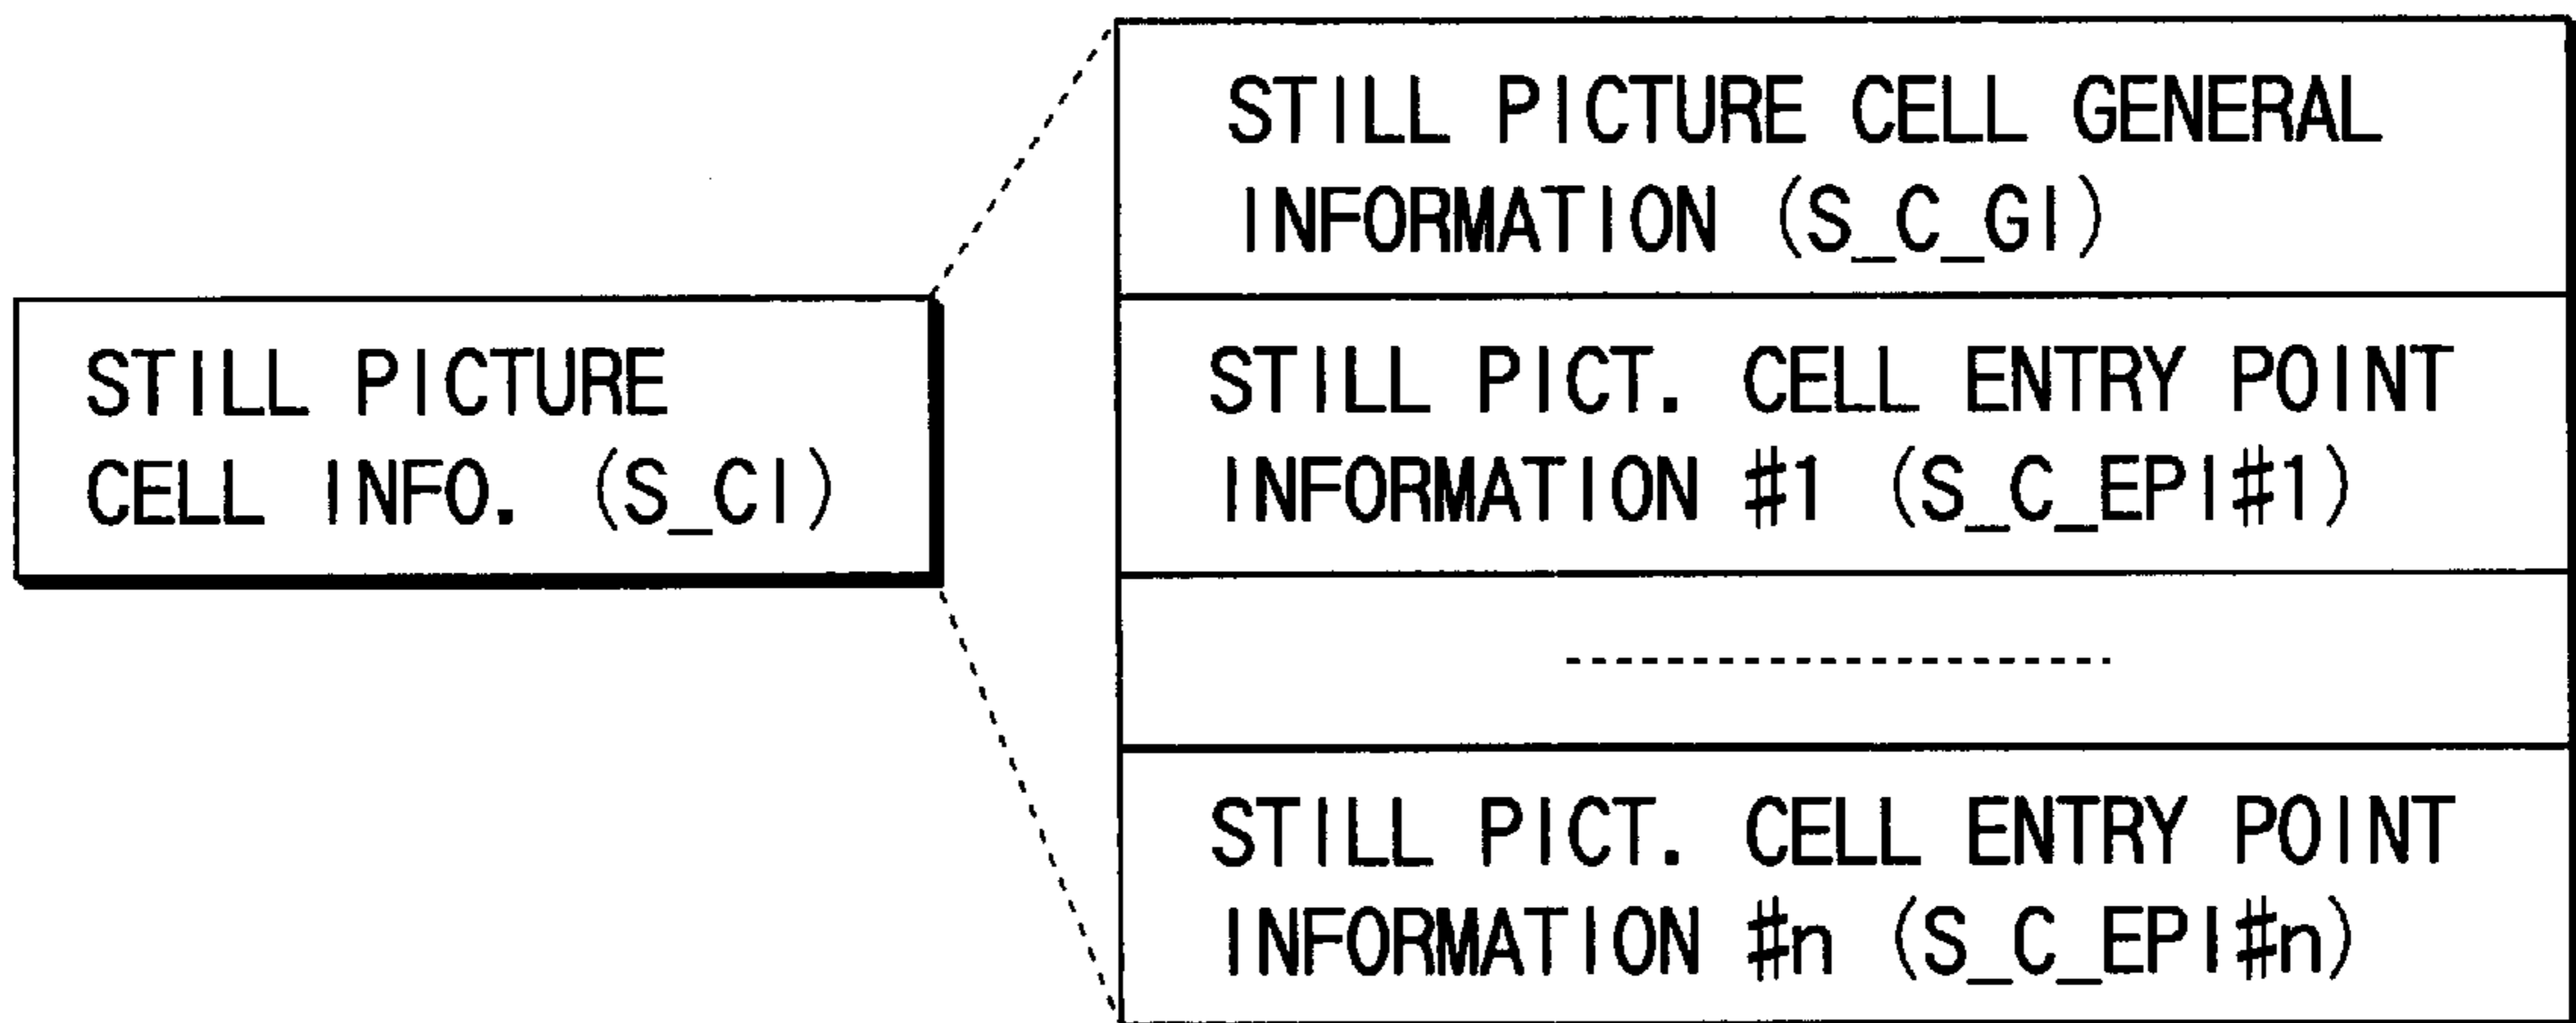 STILL PICTURE
CELL INFO. (S_CI)
STILL PICTURE CELL GENERAL
INFORMATION (S_C_GI)
STILL PICT. CELL ENTRY POINT
INFORMATION #1 (S_C_EPI#1)
STILL PICT. CELL ENTRY POINT
INFORMATION #n (S_C_EPI#n)